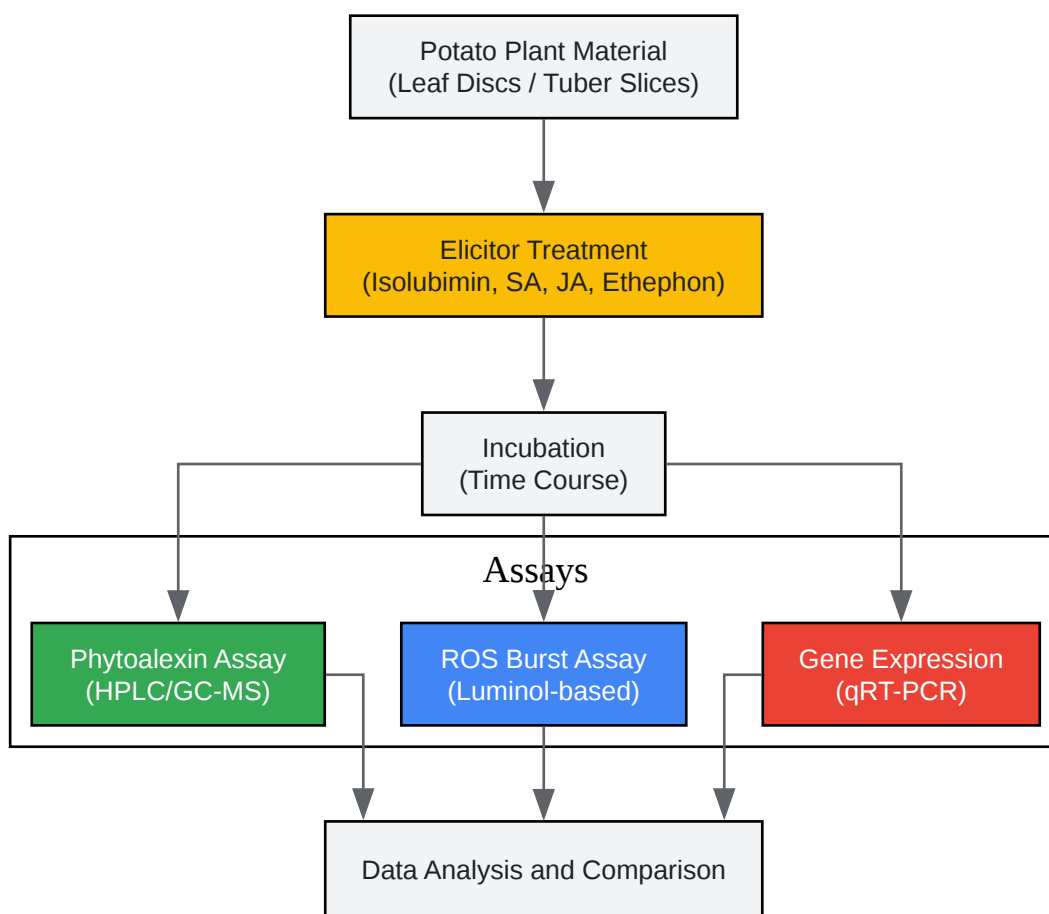 Potato Plant Material
(Leaf Discs / Tuber Slices)
Elicitor Treatment
(Isolubimin, SA, JA, Ethephon)
Incubation
(Time Course)
Assays
Phytoalexin Assay
(HPLC/GC-MS)
ROS Burst Assay
(Luminol-based)
Gene Expression
(qRT-PCR)
Data Analysis and Comparison